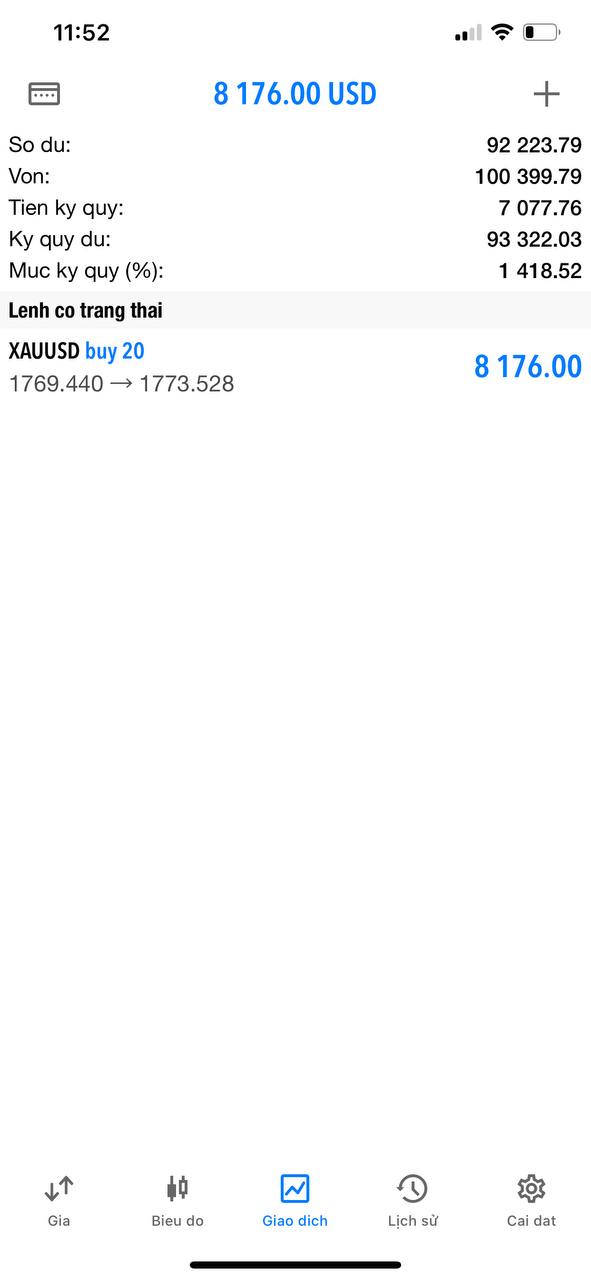 11:52
8 176.00 USD
So du: 92 223.79
Von: 100 399.79
Tien ky quy: 7 077.76
Ky quy du: 93 322.03
Muc ky quy (%): 1 418.52
Lenh co trang thai
XAUUSD buy 20
1769.440 → 1773.528
8 176.00
Gia
Bieu do
Giao dich
Lịch sử
Cai dat